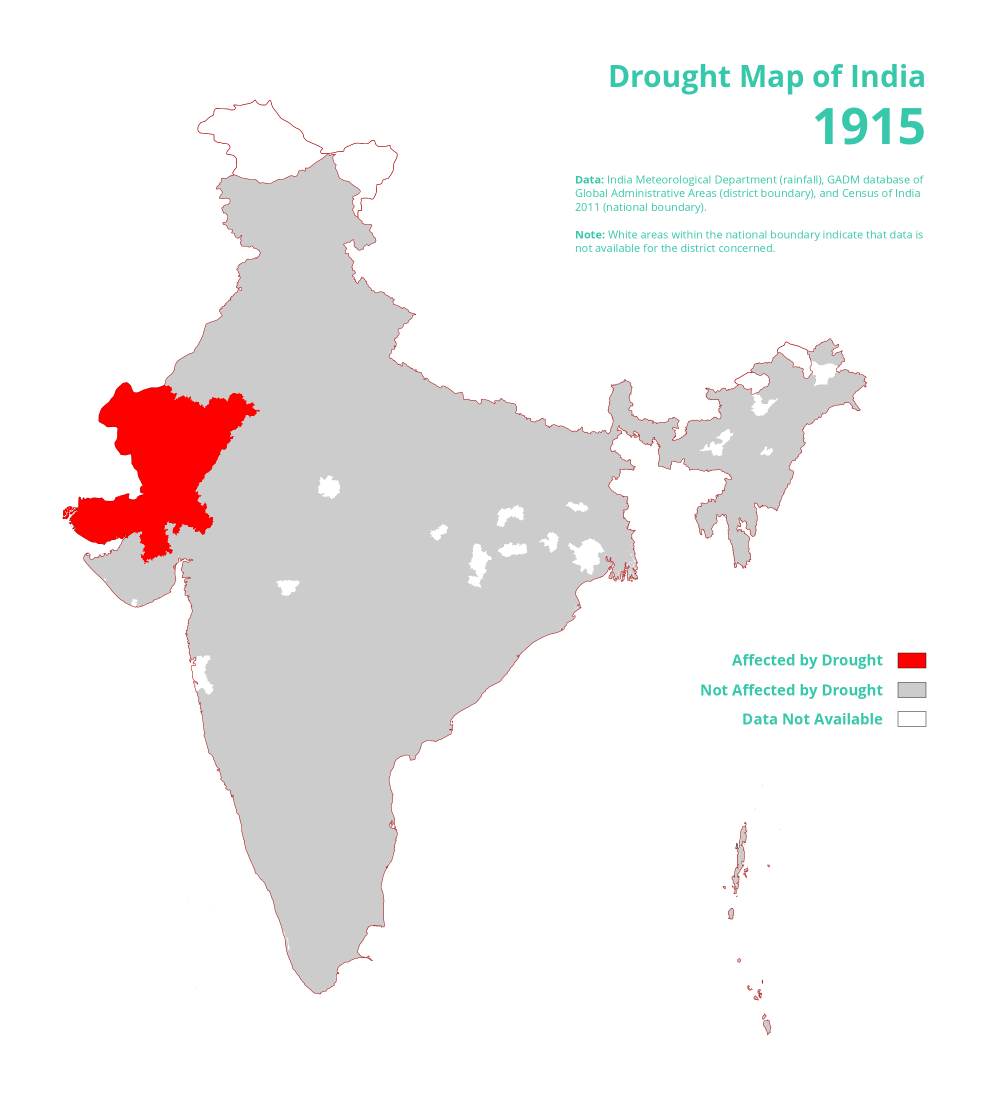 Drought Map of India
1915
Data: India Meteorological Department (rainfall), GADM database of
Global Administrative Areas (district boundary), and Census of India
2011 (national boundary).
Note: White areas within the national boundary indicate that data is
not available for the district concerned.
Affected by Drought
Not Affected by Drought
Data Not Available